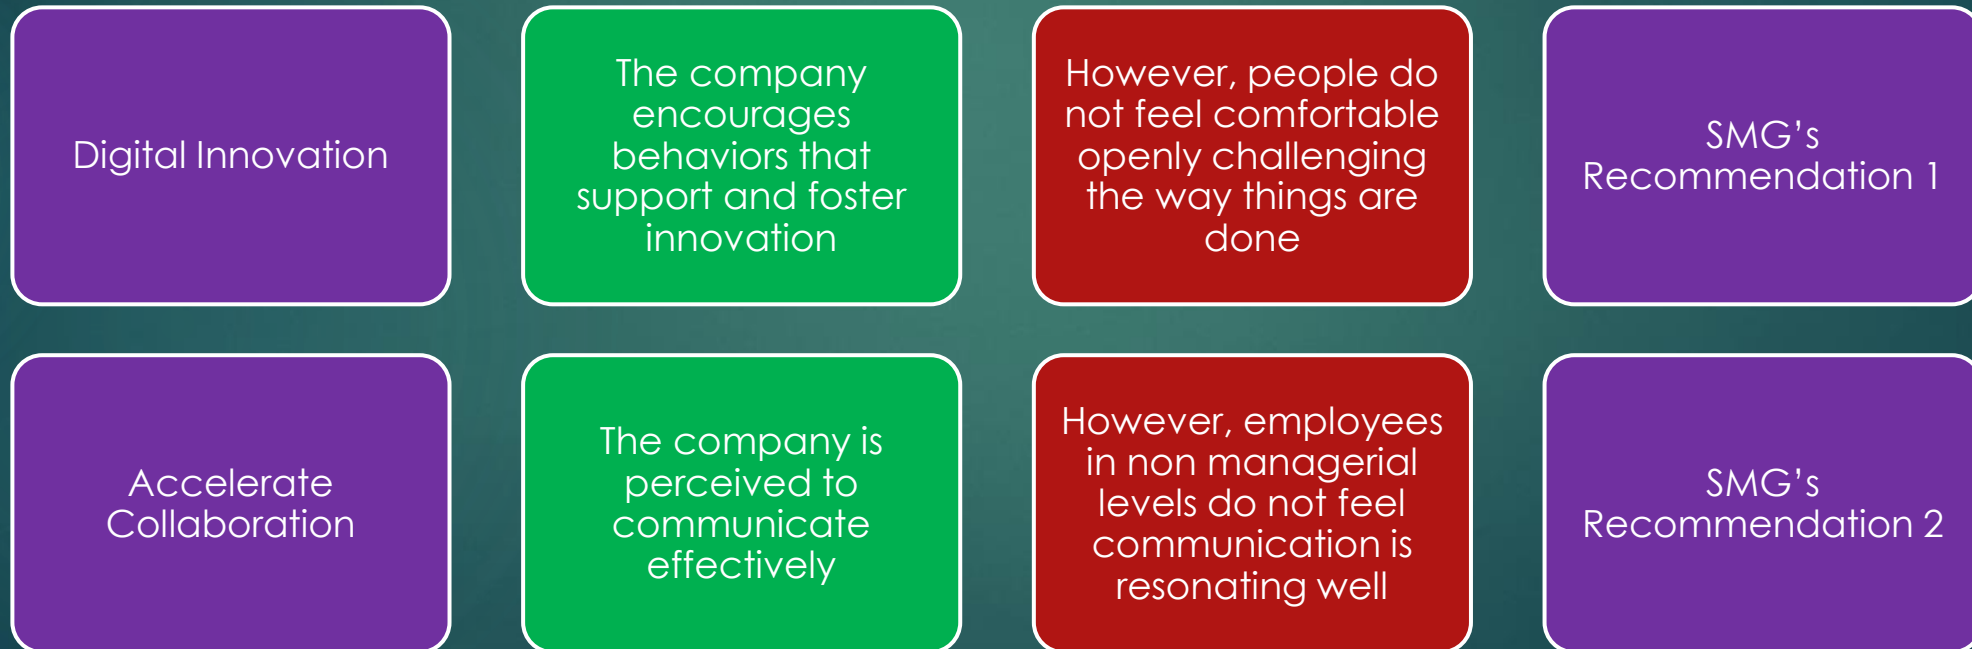 Digital Innovation
The company
encourages
behaviors that
support and foster
innovation
However, people do
not feel comfortable
openly challenging
the way things are
done
SMG’s
Recommendation 1
Accelerate
Collaboration
The company is
perceived to
communicate
effectively
However, employees
in non managerial
levels do not feel
communication is
resonating well
SMG’s
Recommendation 2